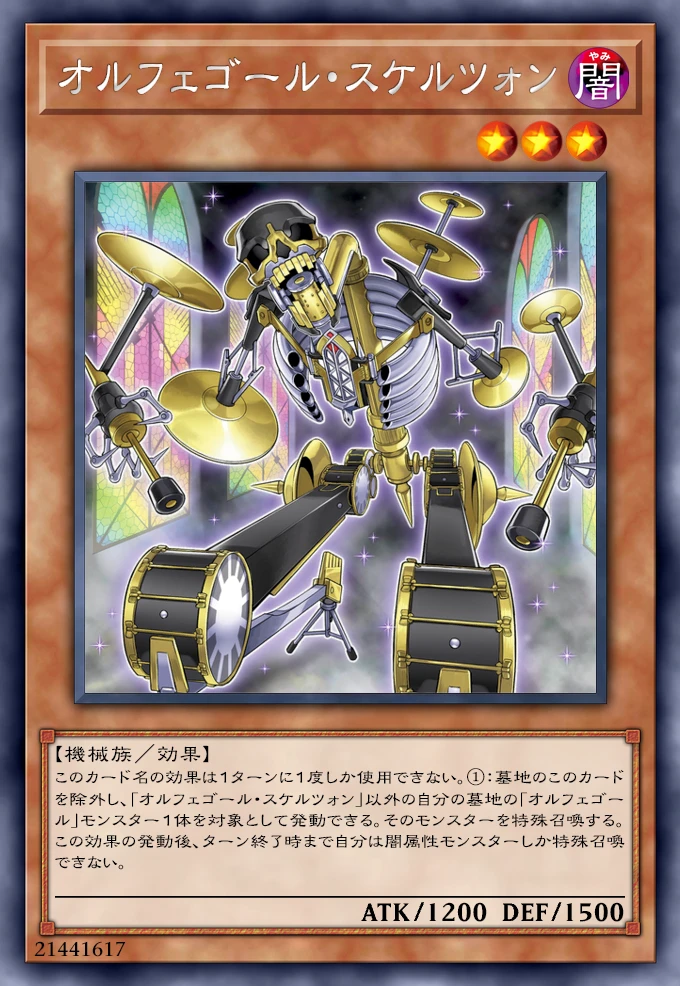 オルフェゴール・スケルツォン
やみ
闇
【機械族／効果】
このカード名の効果は1ターンに1度しか使用できない。①：墓地のこのカード
を除外し、「オルフェゴール・スケルツォン」以外の自分の墓地の「オルフェゴー
ル」モンスター１体を対象として発動できる。そのモンスターを特殊召喚する。
この効果の発動後、ターン終了時まで自分は闇属性モンスターしか特殊召喚
できない。
ATK/1200 DEF/1500
21441617